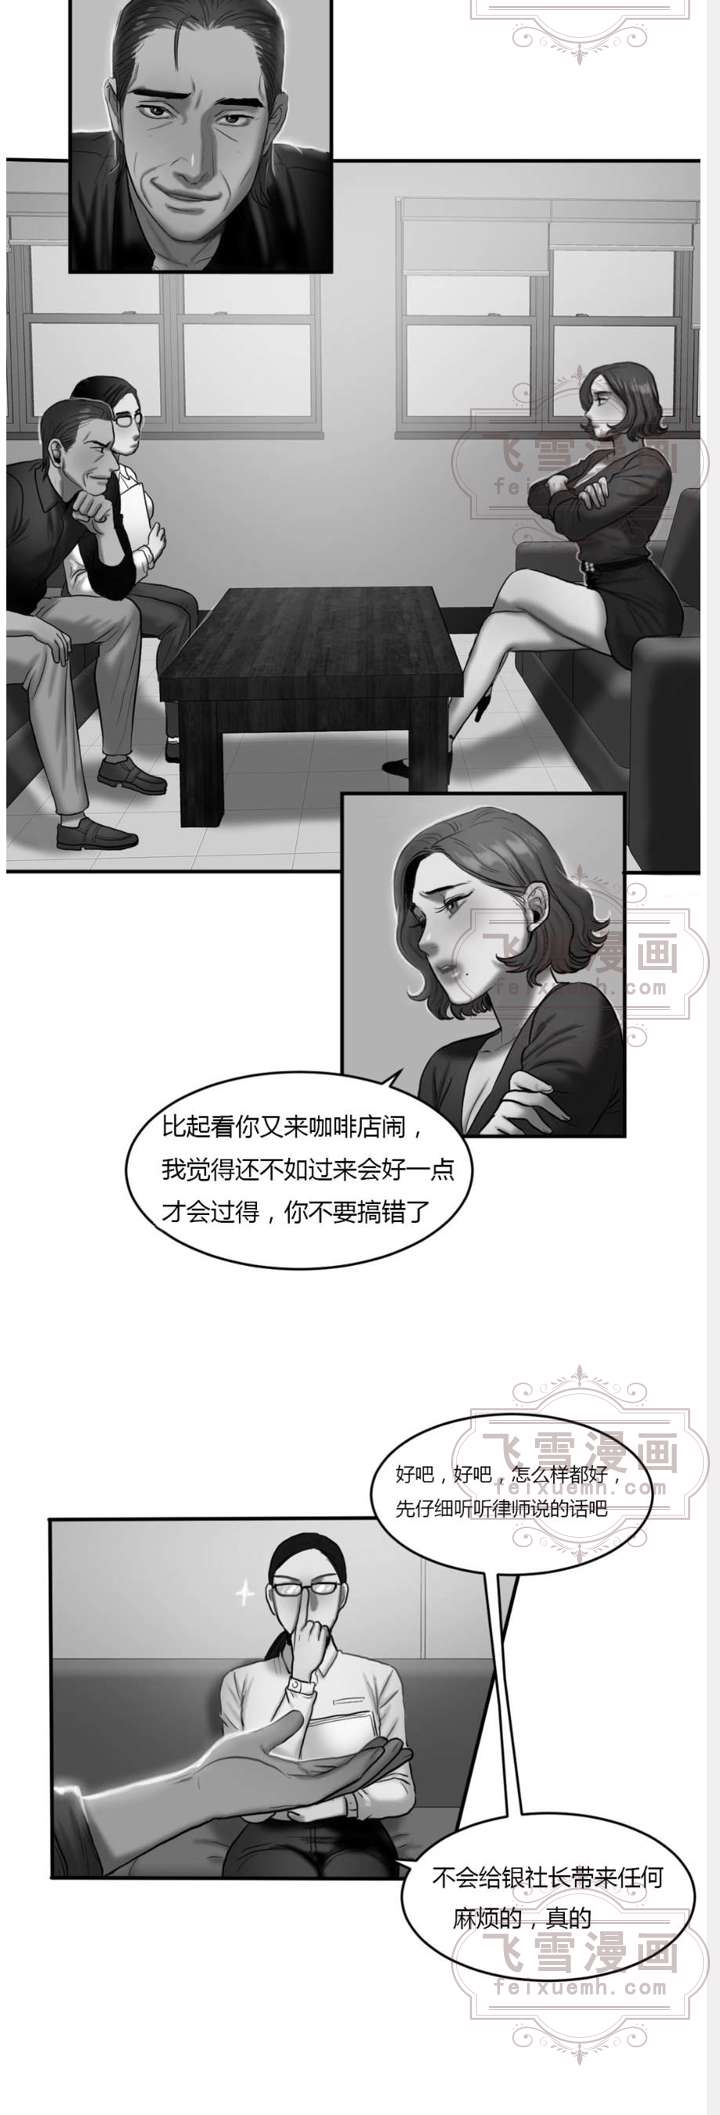 飞雪漫画
比起看你又来咖啡店闹，
我觉得还不如过来会好一点
才会过得，你不要搞错了
飞雪漫画
feixuemh.com
好吧，好吧，怎么样都好，
先仔细听听律师说的话吧
飞雪漫画
feixuemh.com
不会给银社长带来任何
麻烦的，真的
飞雪漫画
feixuemh.com